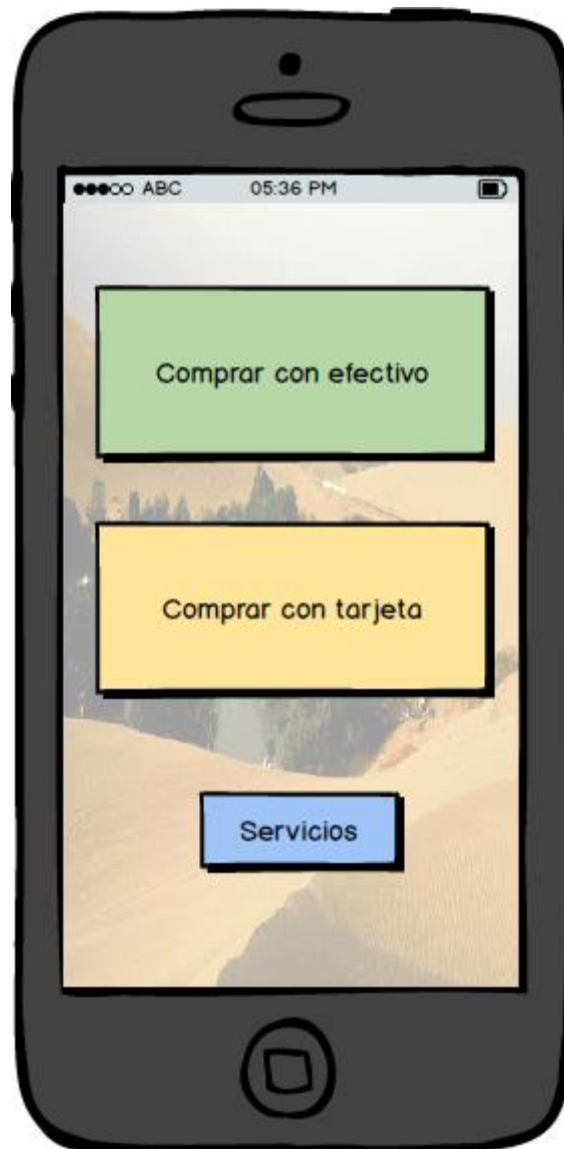 ABC 05:36 PM
Comprar con efectivo
Comprar con tarjeta
Servicios